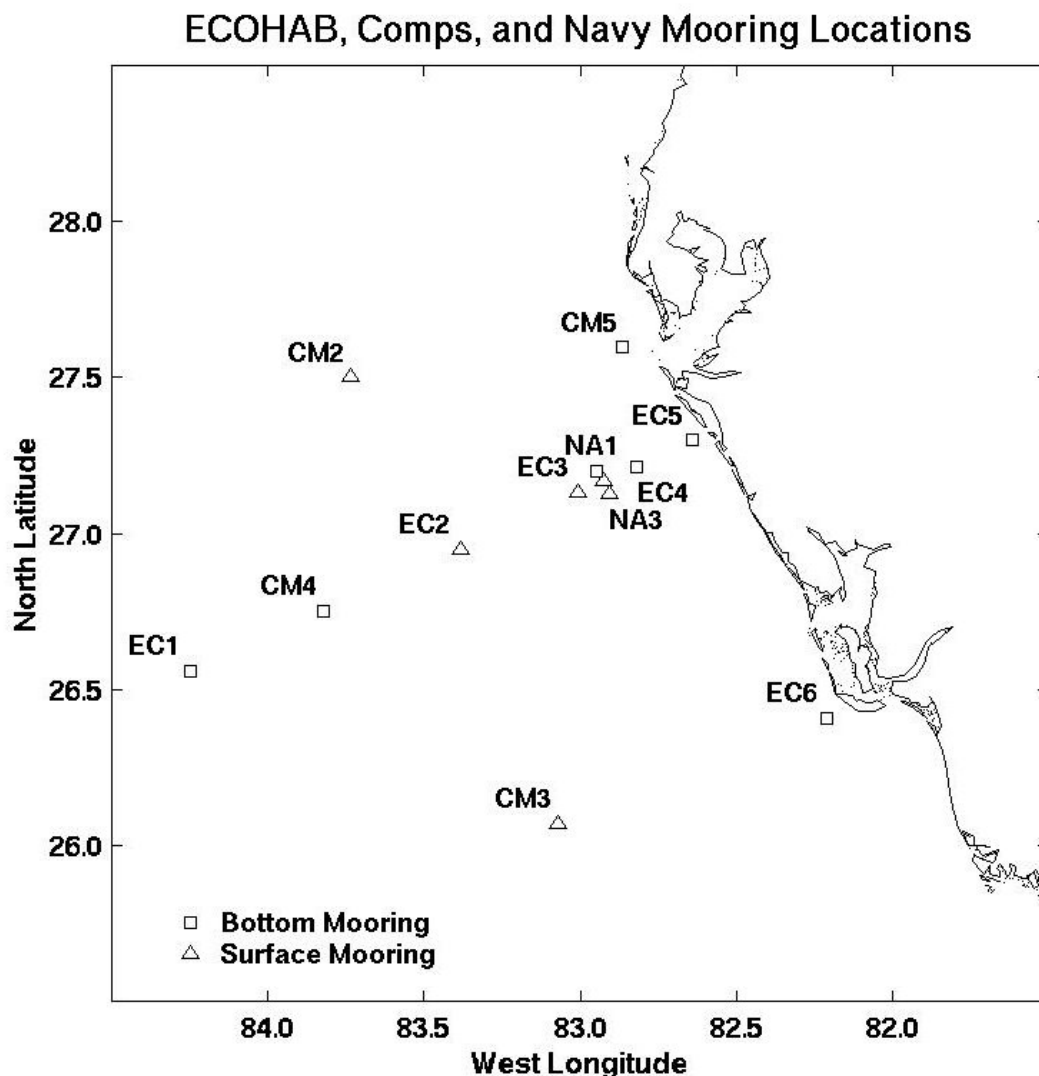 ECOHAB, Comps, and Navy Mooring Locations
28.0
CM5
CM2
27.5
EC5
NA1
EC3
EC4
NA3
27.0
EC2
CM4
EC1
26.5
EC6
CM3
26.0
Bottom Mooring
Surface Mooring
North Latitude
84.0 83.5 83.0 82.5 82.0
West Longitude